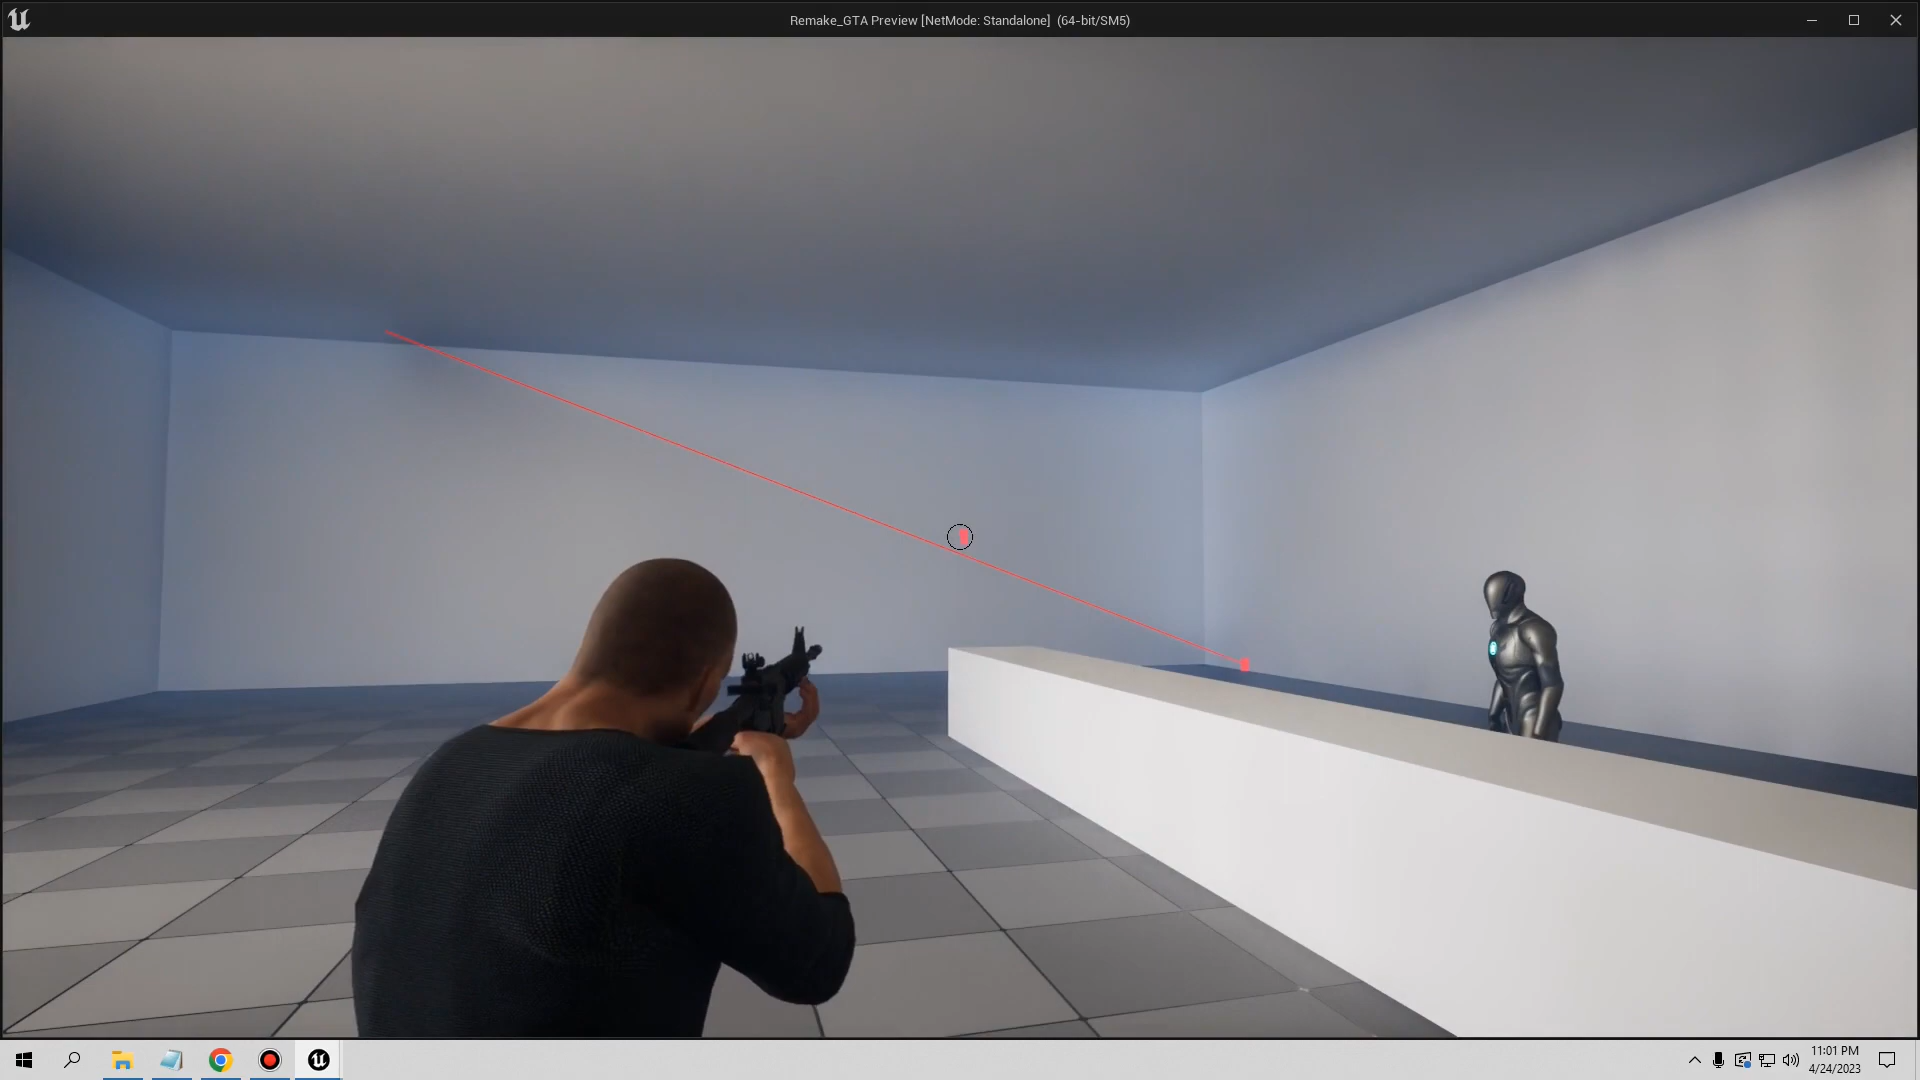 Remake_GTA Preview [NetMode: Standalone]  (64-bit/SM5)
11:01 PM
4/24/2023